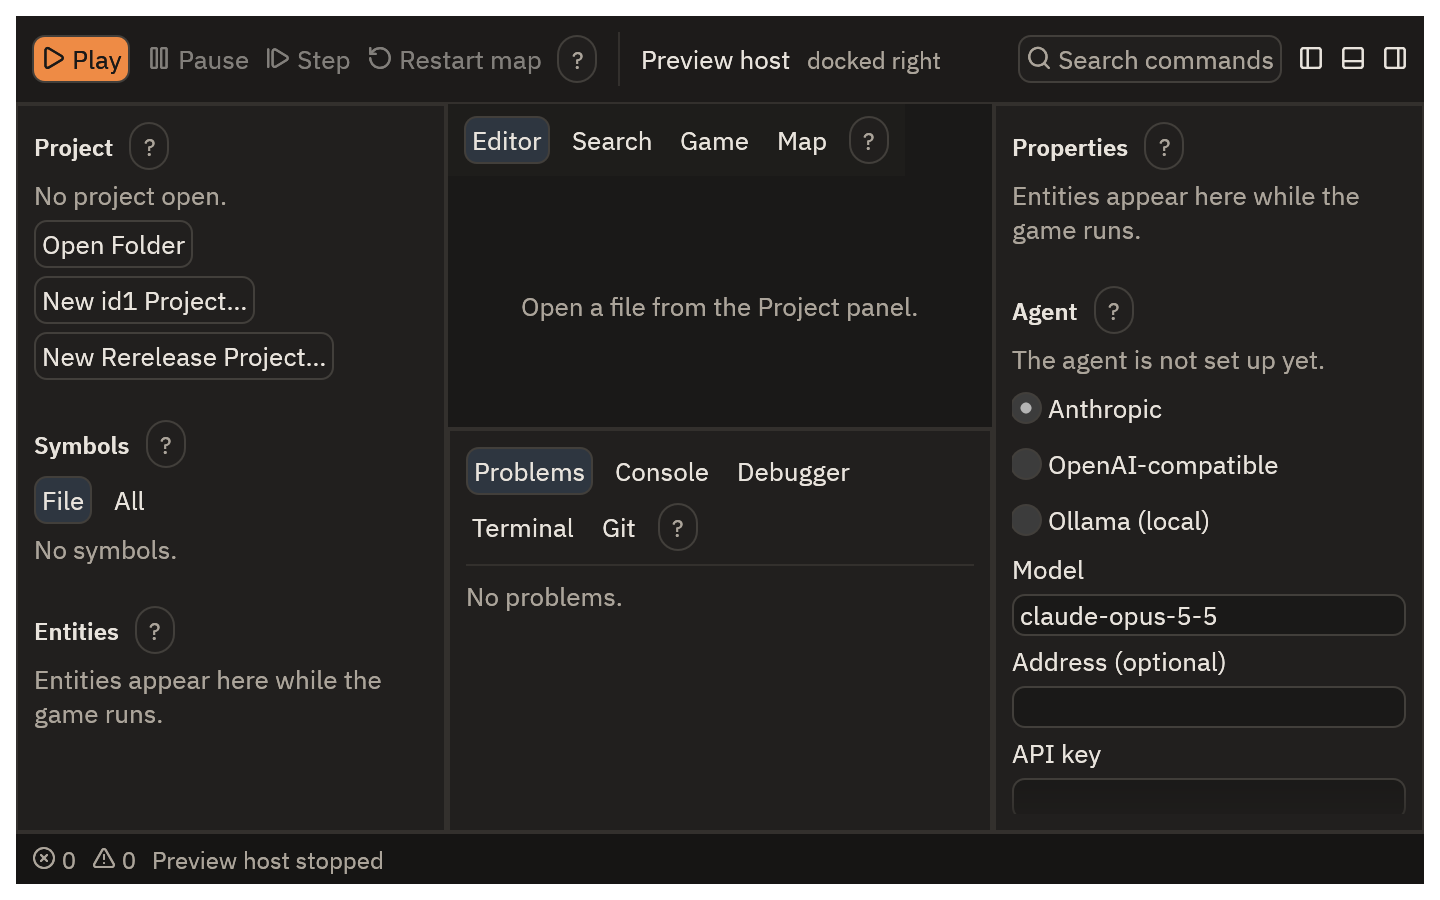 Play Pause Step Restart map ? Preview host docked right Search commands
Project ?
No project open.
Open Folder
New id1 Project...
New Rerelease Project...
Symbols ?
File All
No symbols.
Entities ?
Entities appear here while the
game runs.
Editor Search Game Map ?
Open a file from the Project panel.
Problems Console Debugger
Terminal Git ?
No problems.
Properties ?
Entities appear here while the
game runs.
Agent ?
The agent is not set up yet.
Anthropic
OpenAI-compatible
Ollama (local)
Model
claude-opus-5-5
Address (optional)
API key
0 0 Preview host stopped